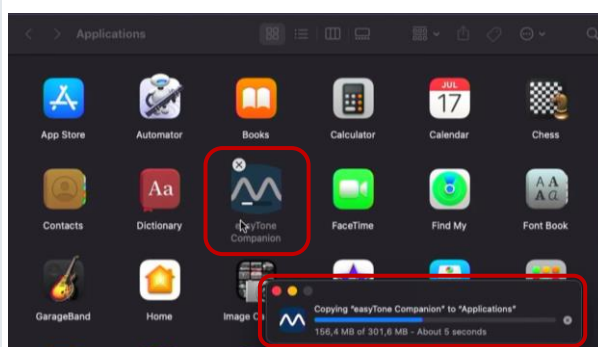 Applications
App Store
Automator
Books
Calculator
JUL
17
Calendar
Chess
Contacts
Aa
Dictionary
easyTone
Companion
FaceTime
Find My
A A
A a
Font Book
GarageBand
Home
Image
Copying "easyTone Companion" to "Applications"
156,4 MB of 301,6 MB - About 5 seconds